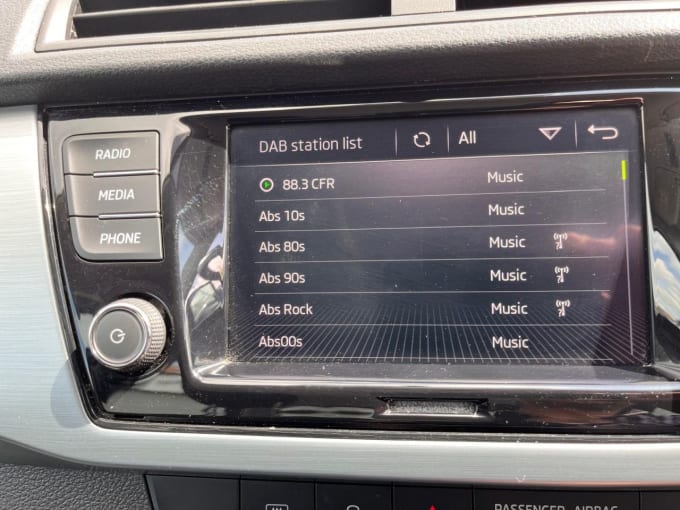 DAB station list All
RADIO
MEDIA
PHONE
88.3 CFR Music
Abs 10s Music
Abs 80s Music
Abs 90s Music
Abs Rock Music
Abs00s Music
PASSENGER AIRBAG